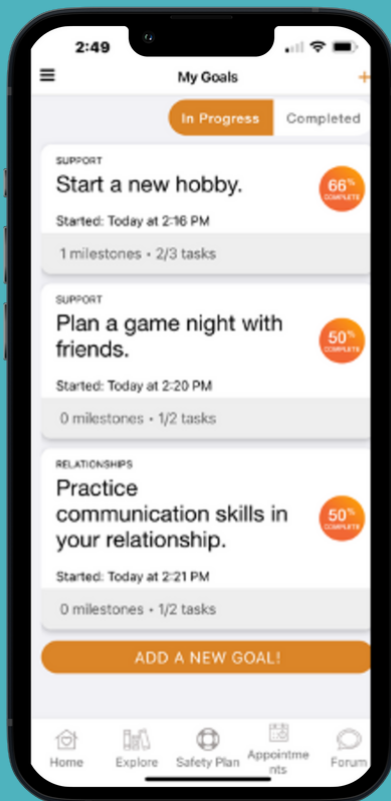 2:49
My Goals
+
In Progress Completed
SUPPORT
Start a new hobby.
66%
COMPLETE
Started: Today at 2:16 PM
1 milestones • 2/3 tasks
SUPPORT
Plan a game night with
friends.
50%
COMPLETE
Started: Today at 2:20 PM
0 milestones • 1/2 tasks
RELATIONSHIPS
Practice
communication skills in
your relationship.
50%
COMPLETE
Started: Today at 2:21 PM
0 milestones • 1/2 tasks
ADD A NEW GOAL!
Home Explore Safety Plan Appointme
nts Forum